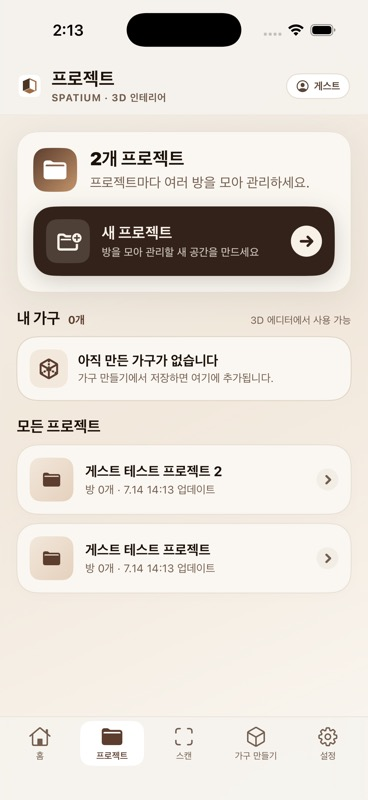 2:13
프로젝트
SPATIUM · 3D 인테리어
게스트
2개 프로젝트
프로젝트마다 여러 방을 모아 관리하세요.
새 프로젝트
방을 모아 관리할 새 공간을 만드세요
내 가구 0개
3D 에디터에서 사용 가능
아직 만든 가구가 없습니다
가구 만들기에서 저장하면 여기에 추가됩니다.
모든 프로젝트
게스트 테스트 프로젝트 2
방 0개 · 7.14 14:13 업데이트
게스트 테스트 프로젝트
방 0개 · 7.14 14:13 업데이트
홈
프로젝트
스캔
가구 만들기
설정